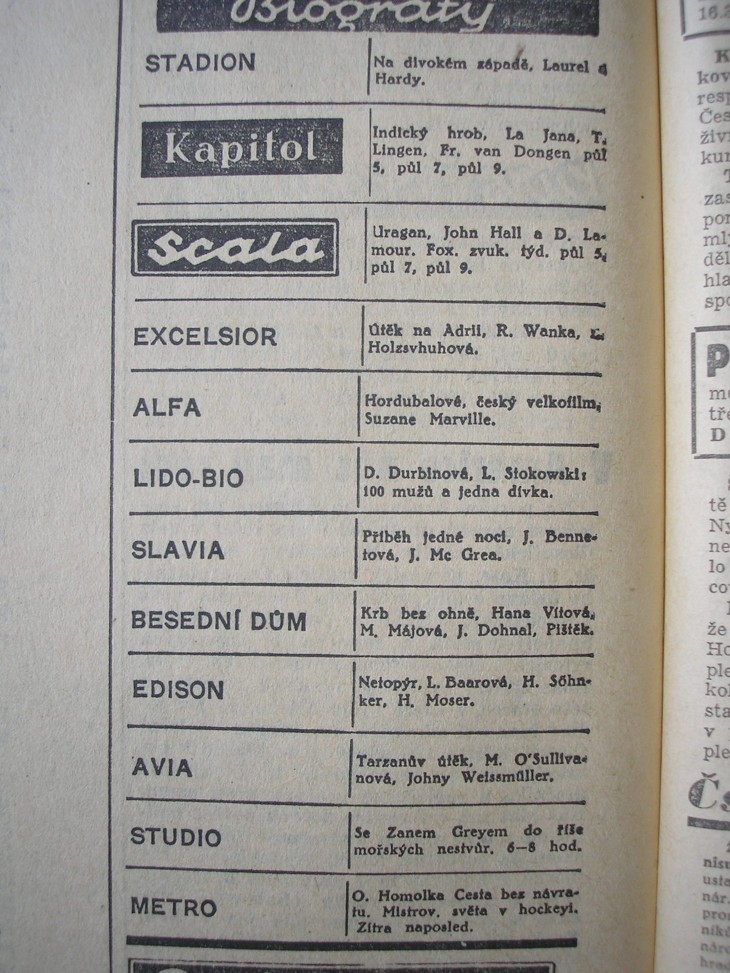 Biografy
STADION
Na divokém západě, Laurel a
Hardy.
Kapitol
Indický hrob, La Jana, T.
Lingen, Fr. van Dongen půl
5, půl 7, půl 9.
Scala
Uragan, John Hall a D. La-
mour. Fox. zvuk. týd. půl 5,
půl 7, půl 9.
EXCELSIOR
Útěk na Adrii, R. Wanka,
Holzsvhuhová.
ALFA
Hordubalové, český velkofilm,
Suzane Marville.
LIDO-BIO
D. Durbinová, L. Stokowski:
100 mužů a jedna dívka.
SLAVIA
Příběh jedné noci, J. Benne-
tová, J. Mc Grea.
BESEDNÍ DŮM
Krb bez ohně, Hana Vítová,
M. Májová, J. Dohnal, Pištěk.
EDISON
Netopýr, L. Baarová, H. Söhn-
ker, H. Moser.
AVIA
Tarzanův útěk, M. O'Sulliva-
nová, Johny Weissmüller.
STUDIO
Se Zanem Greyem do říše
mořských nestvůr. 6—8 hod.
METRO
O. Homolka Cesta bez návra-
tu. Mistrov. světa v hockeyi.
Zítra naposled.